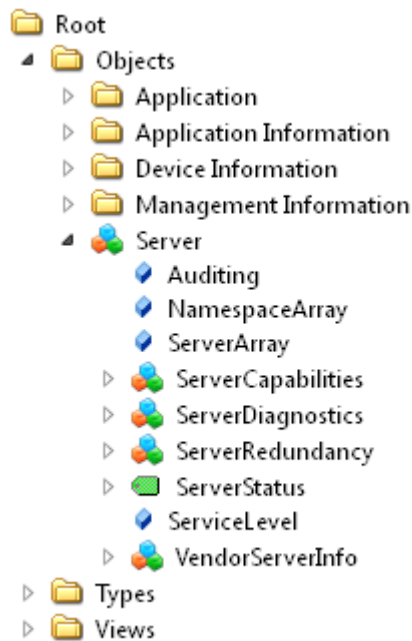 Root
Objects
Application
Application Information
Device Information
Management Information
Server
Auditing
NamespaceArray
ServerArray
ServerCapabilities
ServerDiagnostics
ServerRedundancy
ServerStatus
ServiceLevel
VendorServerInfo
Types
Views